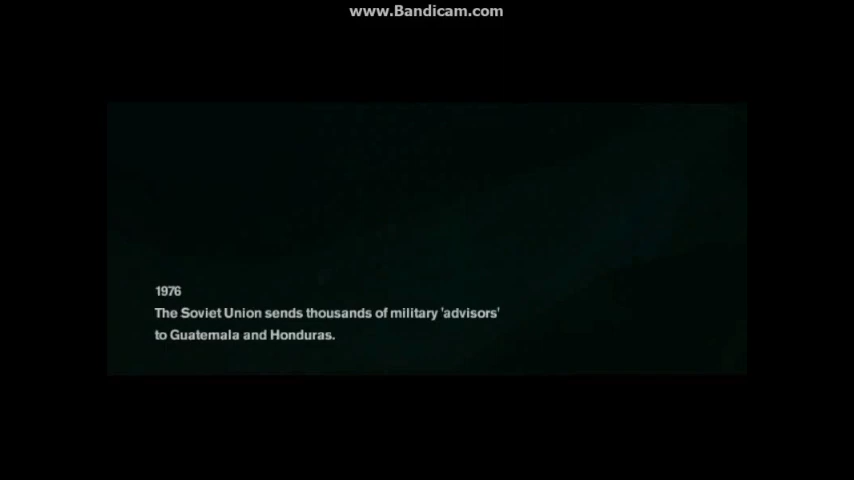 www.Bandicam.com
1976
The Soviet Union sends thousands of military 'advisors'
to Guatemala and Honduras.